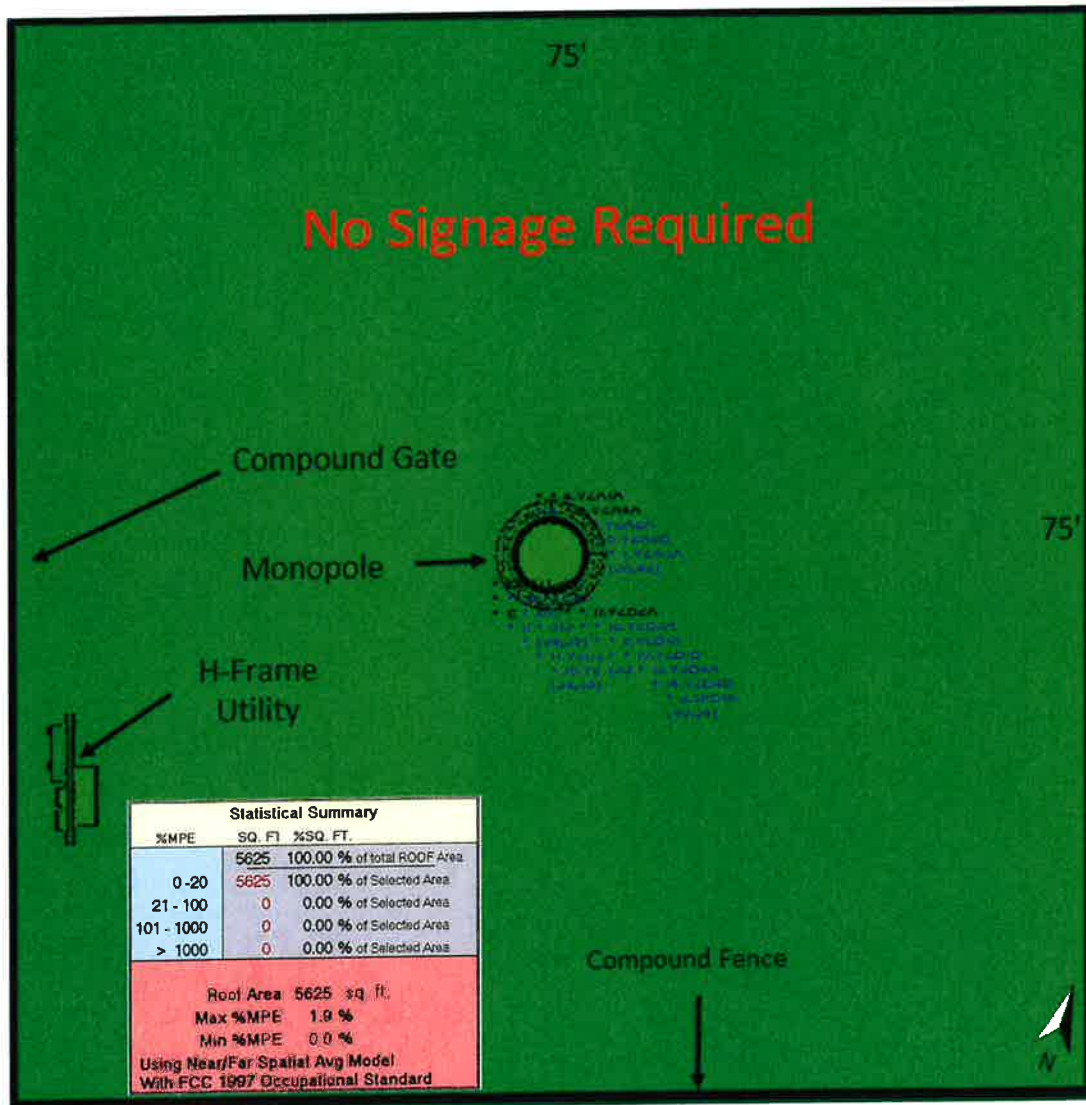 75'
No Signage Required
Compound Gate
75'
Monopole
H-Frame
Utility
Statistical Summary
%MPE SQ. FT %SQ. FT.
5625 100.00 % of total ROOF Area
0-20 5625 100.00 % of Selected Area
21 - 100 0 0.00 % of Selected Area
101 - 1000 0 0.00 % of Selected Area
> 1000 0 0.00 % of Selected Area
Roof Area 5625 sq. ft.
Max %MPE 1.9 %
Min %MPE 0.0 %
Using Near/Far Spatial Avg Model
With FCC 1997 Occupational Standard
Compound Fence
N